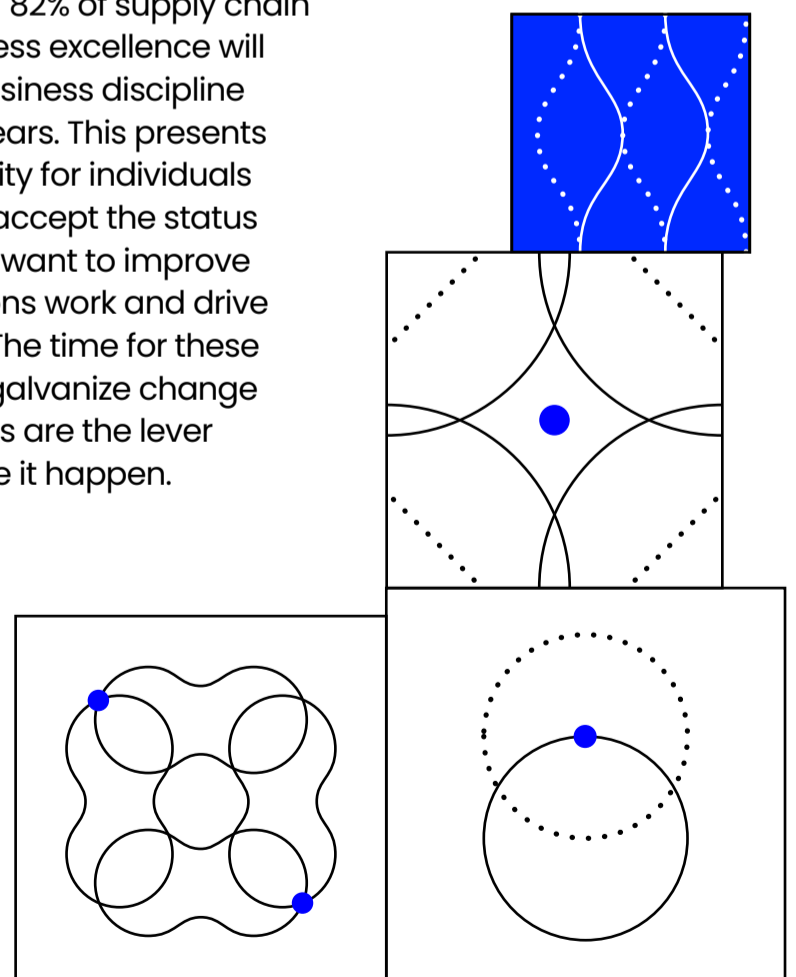 82% of supply chain
ess excellence will
siness discipline
ears. This presents
ity for individuals
accept the status
want to improve
ns work and drive
The time for these
galvanize change
s are the lever
e it happen.